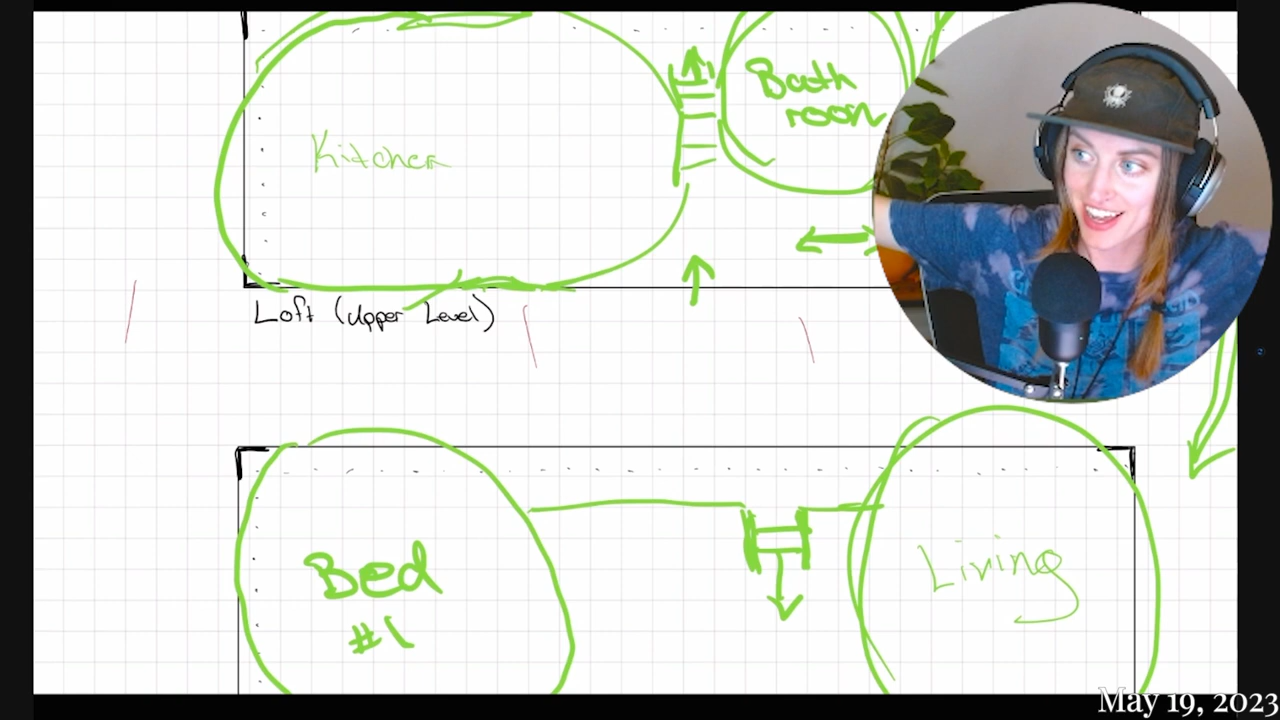 Kitchen
Bath
room
Loft (Upper Level)
Bed
#1
Living
May 19, 2023